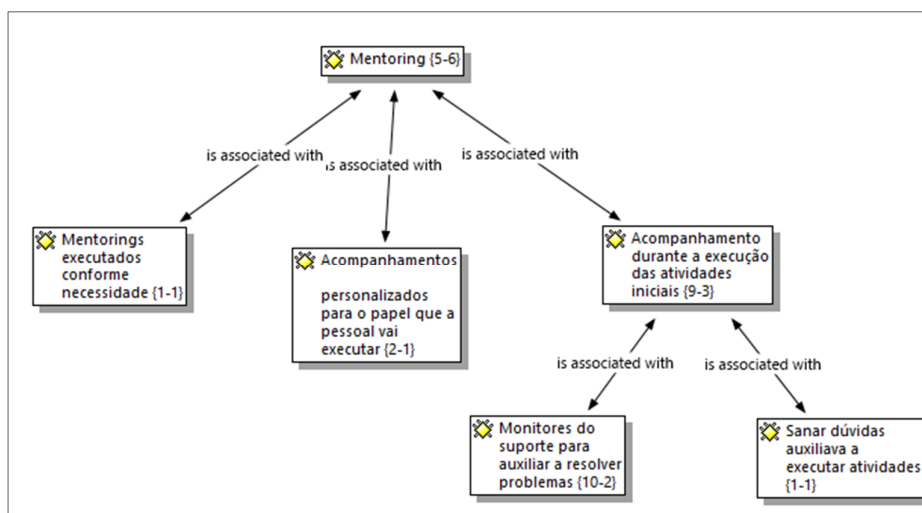 Mentoring {5-6}
is associated with
is associated with
is associated with
Mentorings
executados
conforme
necessidade {1-1}
Acompanhamentos
personalizados
para o papel que a
pessoal vai
executar {2-1}
Acompanhamento
durante a execução
das atividades
iniciais {9-3}
is associated with
is associated with
Monitores do
suporte para
auxiliar a resolver
problemas {10-2}
Sanar dúvidas
auxiliava a
executar atividades
{1-1}